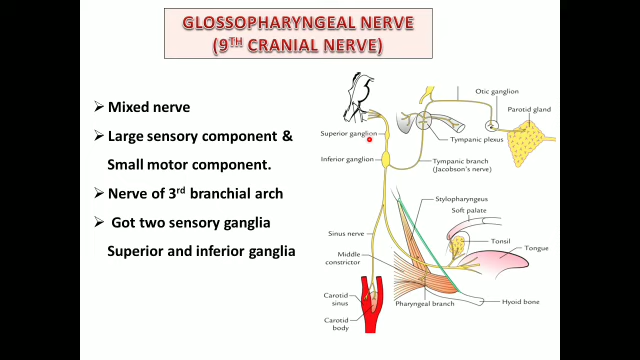 GLOSSOPHARYNGEAL NERVE
(9TH CRANIAL NERVE)
➢ Mixed nerve
➢ Large sensory component &
Small motor component.
➢ Nerve of 3rd branchial arch
➢ Got two sensory ganglia
Superior and inferior ganglia
Otic ganglion
Parotid gland
Superior ganglion
Tympanic plexus
Inferior ganglion
Tympanic branch
(Jacobson's nerve)
Stylopharyngeus
Soft palate
Sinus nerve
Tonsil
Tongue
Middle
constrictor
Carotid
sinus
Pharyngeal branch
Hyoid bone
Carotid
body